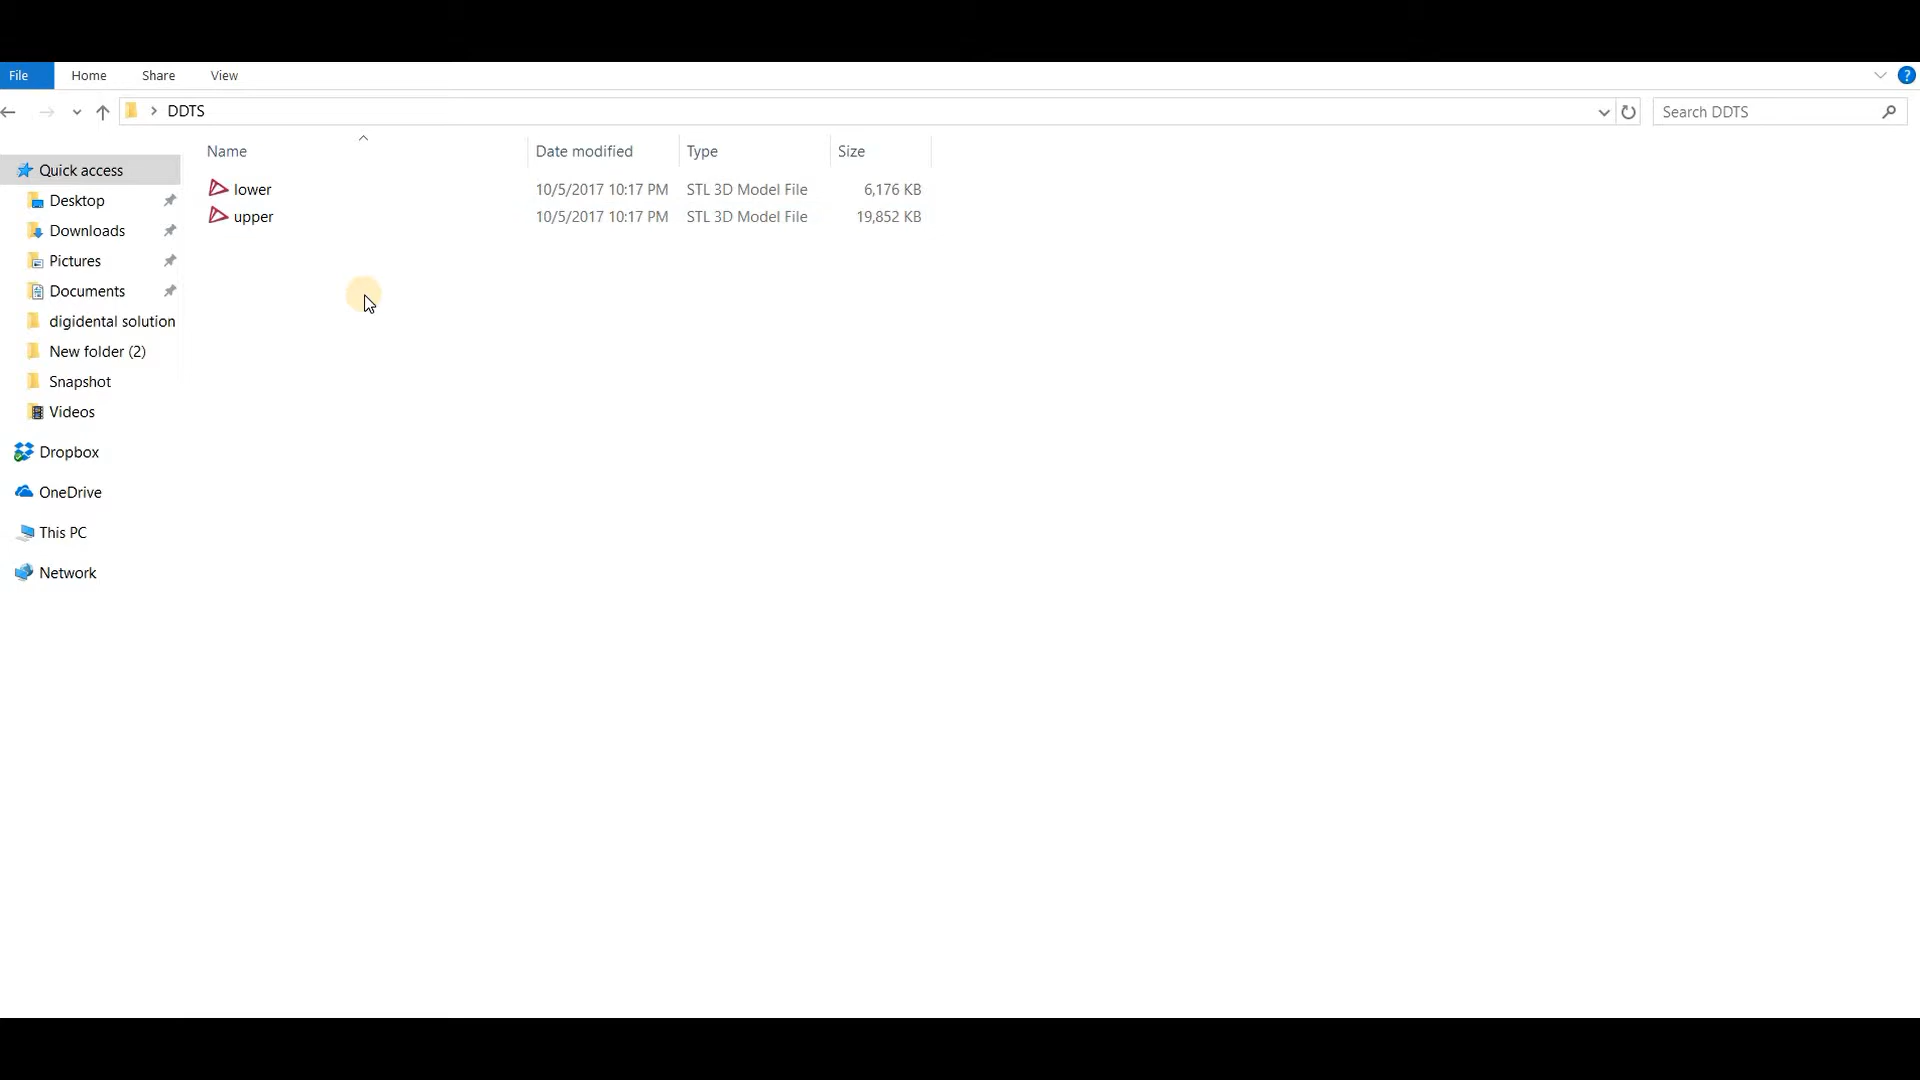 File Home Share View ?
DDTS Search DDTS
Name Date modified Type Size
Quick access
lower 10/5/2017 10:17 PM STL 3D Model File 6,176 KB
Desktop
upper 10/5/2017 10:17 PM STL 3D Model File 19,852 KB
Downloads
Pictures
Documents
digidental solution
New folder (2)
Snapshot
Videos
Dropbox
OneDrive
This PC
Network